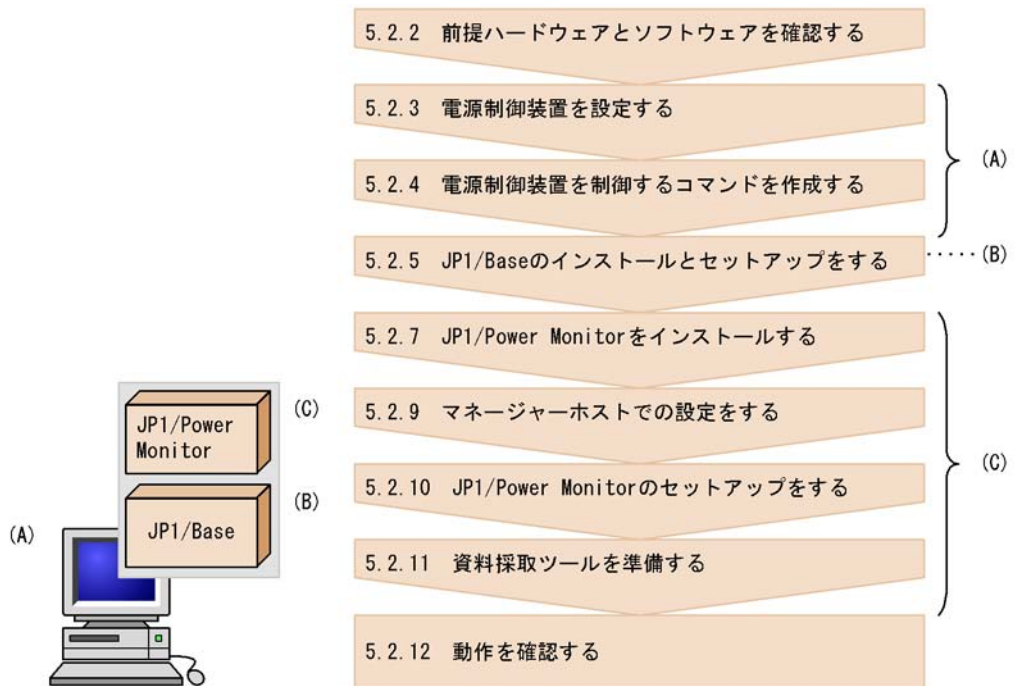 5.2.2 前提ハードウェアとソフトウェアを確認する
5.2.3 電源制御装置を設定する
(A)
5.2.4 電源制御装置を制御するコマンドを作成する
5.2.5 JP1/Baseのインストールとセットアップをする
(B)
5.2.7 JP1/Power Monitorをインストールする
5.2.9 マネージャーホストでの設定をする
(C)
5.2.10 JP1/Power Monitorのセットアップをする
5.2.11 資料採取ツールを準備する
5.2.12 動作を確認する
JP1/Power
Monitor
(C)
JP1/Base
(B)
(A)